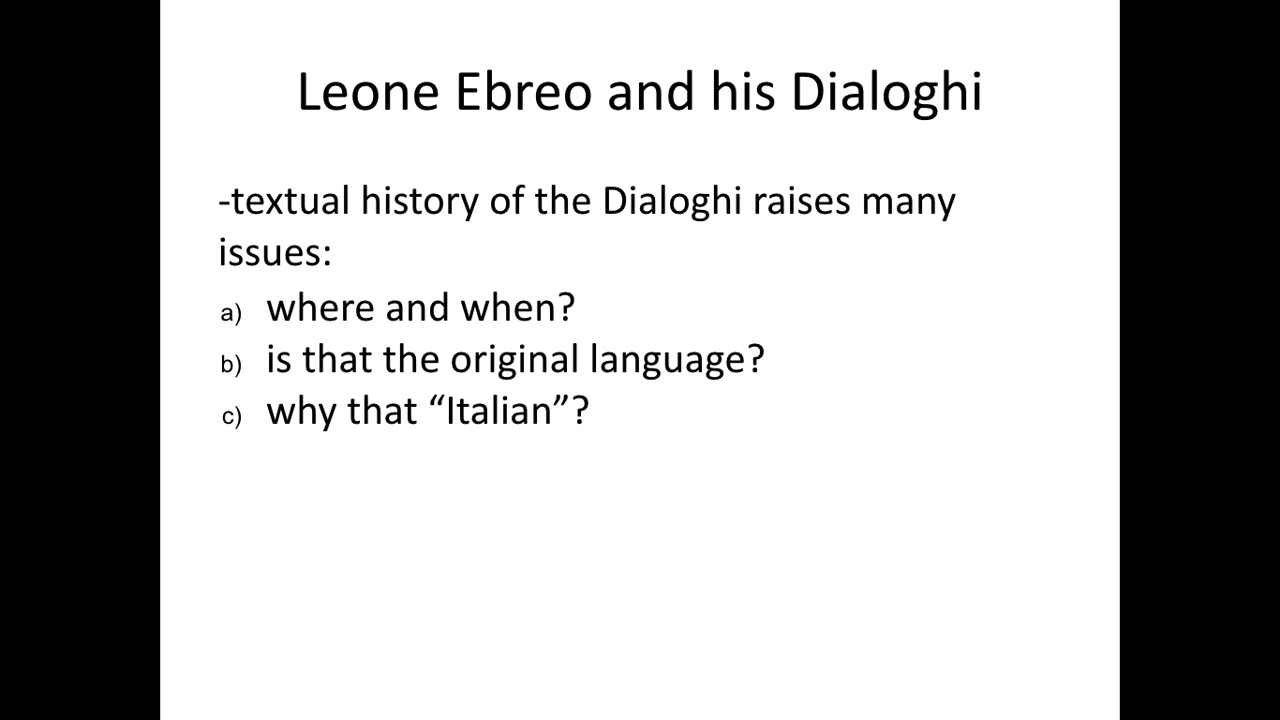 Leone Ebreo and his Dialoghi
-textual history of the Dialoghi raises many
issues:
a) where and when?
b) is that the original language?
c) why that “Italian”?